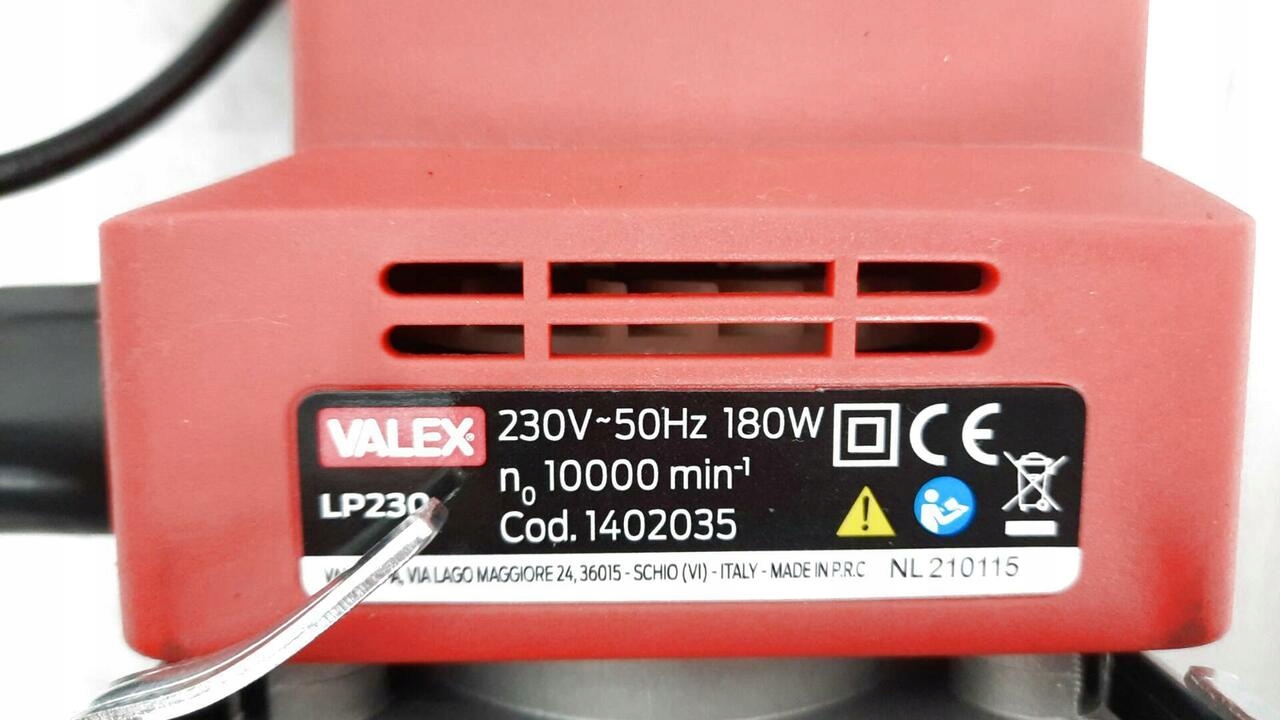 VALEX®
LP230
230V~50Hz 180W
n₀ 10000 min⁻¹
Cod. 1402035
CE
VIA LAGO MAGGIORE 24, 36015 - SCHIO (VI) - ITALY - MADE IN P.R.C NL 210115